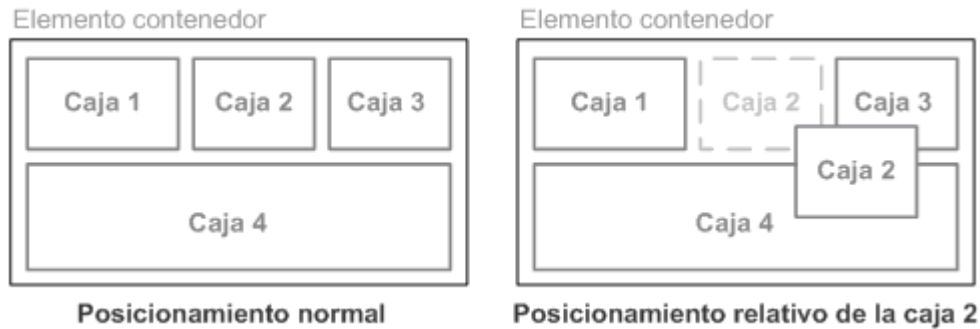 Elemento contenedor
Caja 1
Caja 2
Caja 3
Caja 4
Posicionamiento normal
Elemento contenedor
Caja 1
Caja 2
Caja 3
Caja 2
Caja 4
Posicionamiento relativo de la caja 2